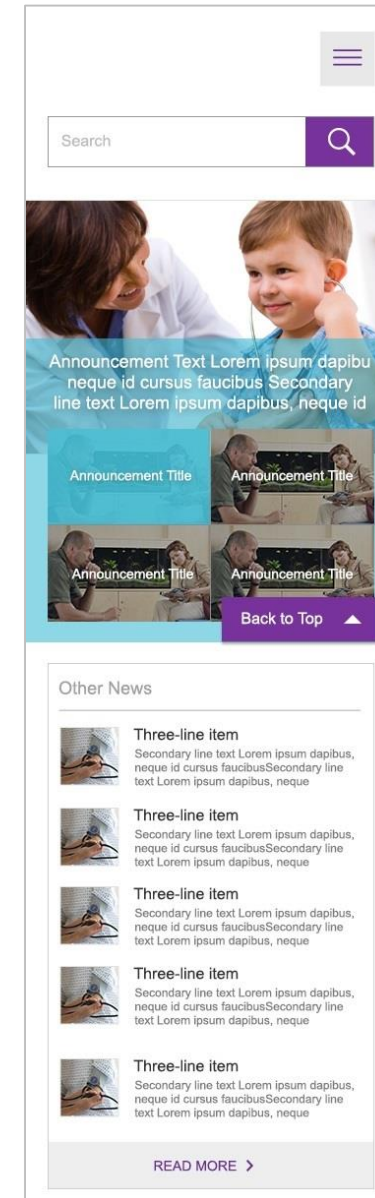 Search
Announcement Text Lorem ipsum dapibu
neque id cursus faucibus Secondary
line text Lorem ipsum dapibus, neque id
Announcement Title
Announcement Title
Announcement Title
Announcement Title
Back to Top
Other News
Three-line item
Secondary line text Lorem ipsum dapibus,
neque id cursus faucibusSecondary line
text Lorem ipsum dapibus, neque
Three-line item
Secondary line text Lorem ipsum dapibus,
neque id cursus faucibusSecondary line
text Lorem ipsum dapibus, neque
Three-line item
Secondary line text Lorem ipsum dapibus,
neque id cursus faucibusSecondary line
text Lorem ipsum dapibus, neque
Three-line item
Secondary line text Lorem ipsum dapibus,
neque id cursus faucibusSecondary line
text Lorem ipsum dapibus, neque
Three-line item
Secondary line text Lorem ipsum dapibus,
neque id cursus faucibusSecondary line
text Lorem ipsum dapibus, neque
READ MORE